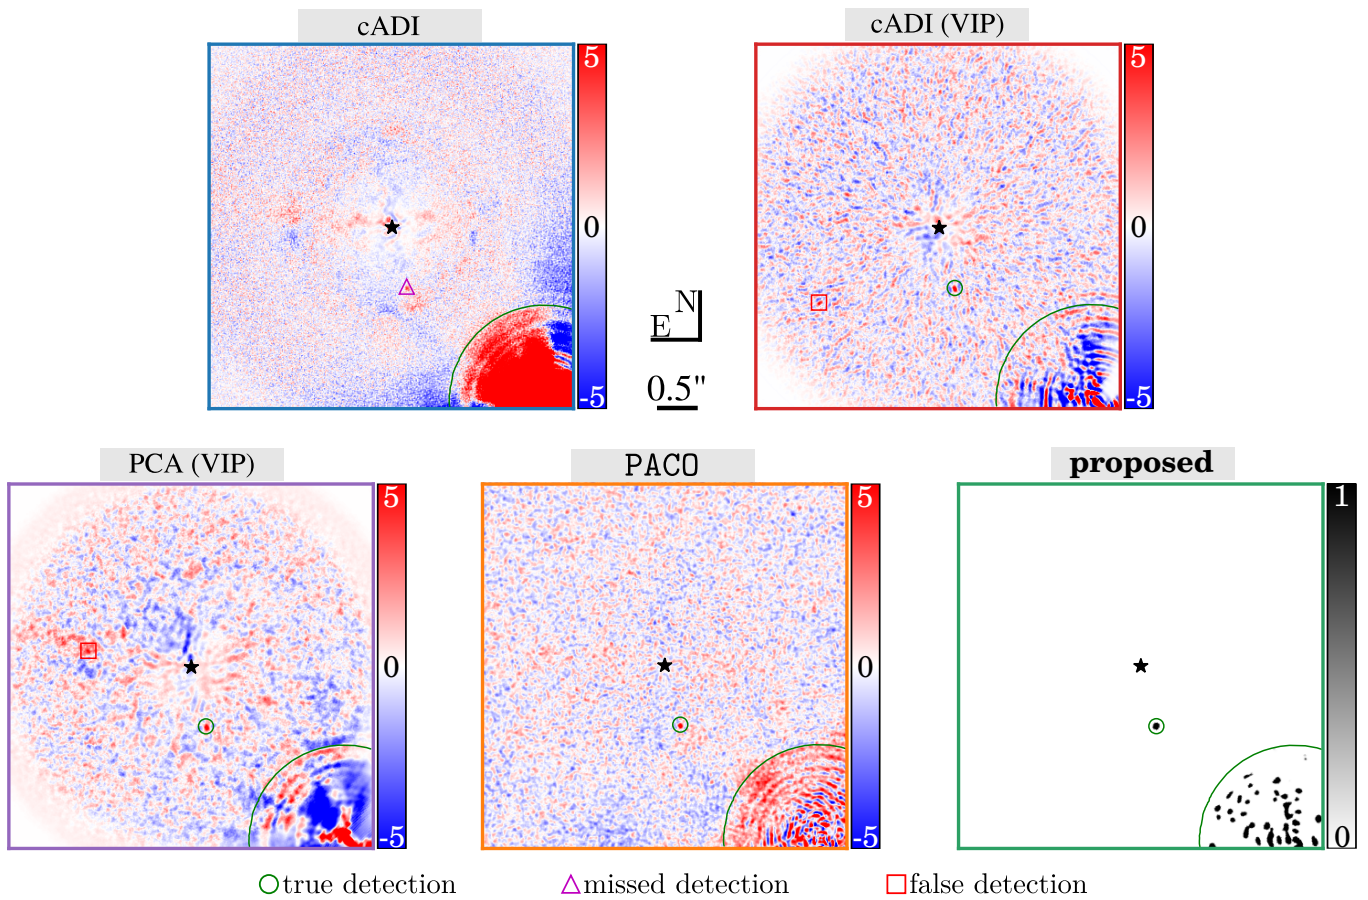 cADI
cADI (VIP)
5
0
-5
5
0
-5
N
E
0.5"
PCA (VIP)
PACO
proposed
5
0
-5
5
0
-5
1
0
true detection
missed detection
false detection